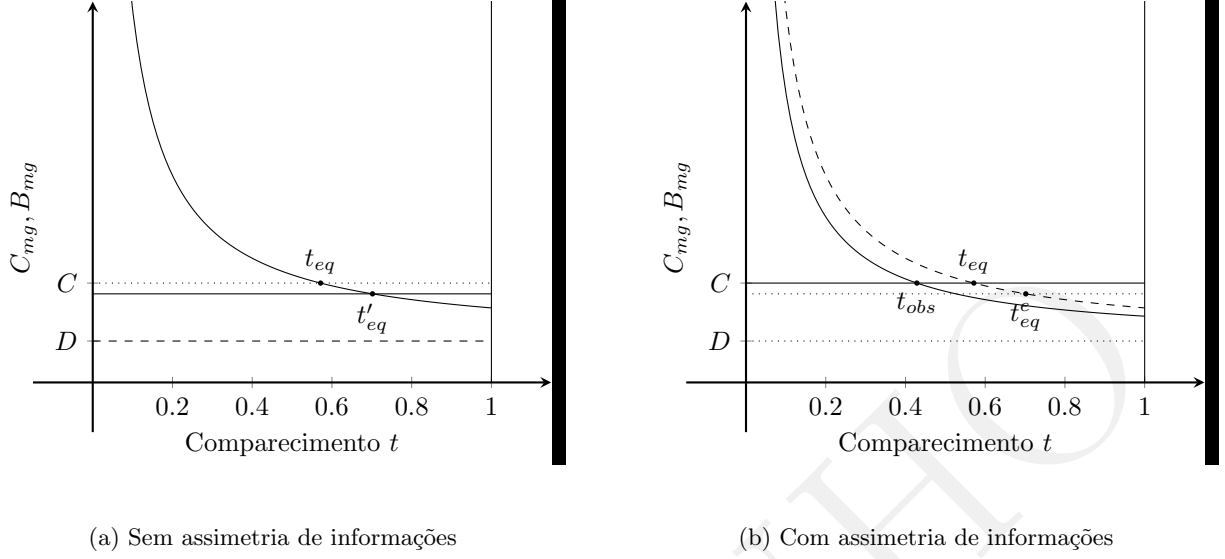 C_{mg}, B_{mg}
C
D
t_{eq}
t'_{eq}
0.2 0.4 0.6 0.8 1
Comparecimento t
(a) Sem assimetria de informações
C_{mg}, B_{mg}
C
D
t_{eq}
t_{obs}
t^{e}_{eq}
0.2 0.4 0.6 0.8 1
Comparecimento t
(b) Com assimetria de informações